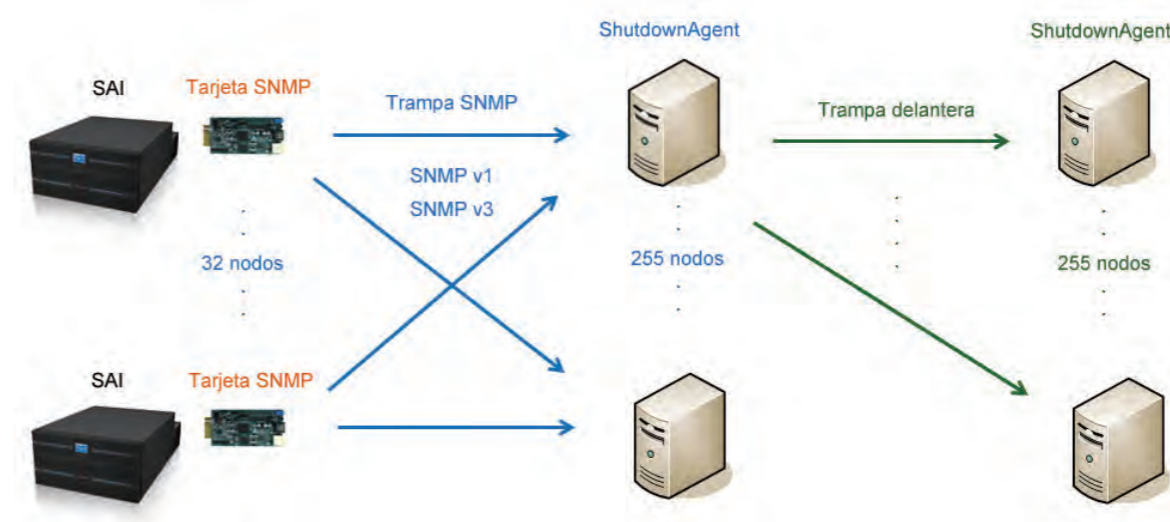 ShutdownAgent
ShutdownAgent
SAI
Tarjeta SNMP
Trampa SNMP
Trampa delantera
SNMP v1
SNMP v3
32 nodos
255 nodos
255 nodos
SAI
Tarjeta SNMP